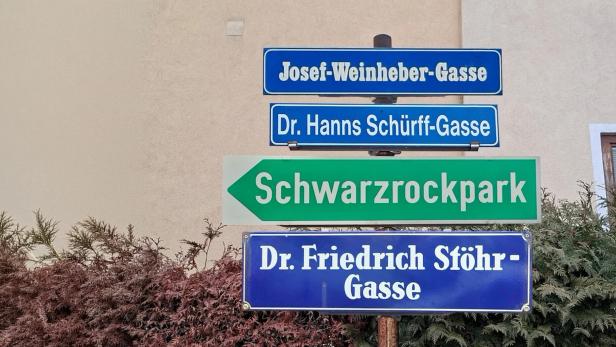 Josef-Weinheber-Gasse
Dr. Hanns Schürff-Gasse
Schwarzrockpark
Dr. Friedrich Stöhr-
Gasse